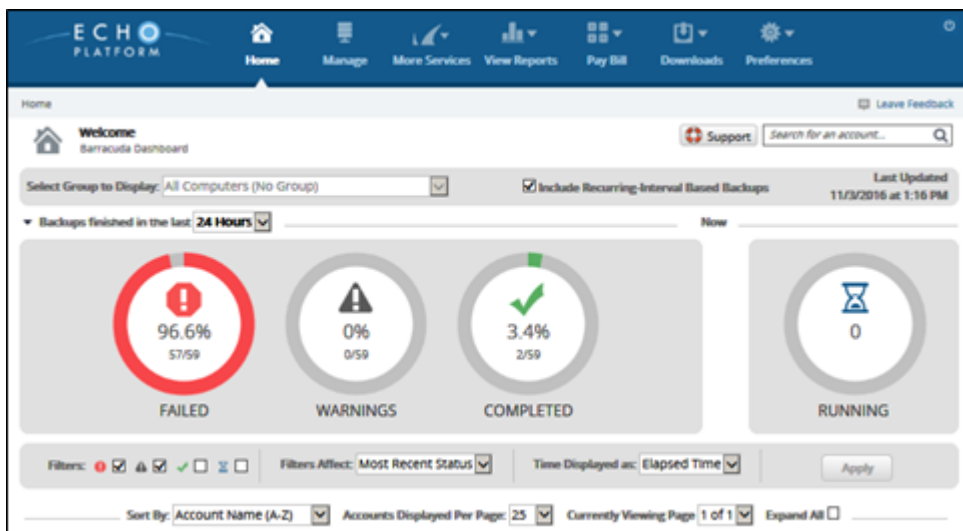 ECHO
PLATFORM
Home
Manage
More Services
View Reports
Pay Bill
Downloads
Preferences
Home
Leave Feedback
Welcome
Barracuda Dashboard
Support
Search for an account...
Select Group to Display: All Computers (No Group)
Include Recurring-Interval Based Backups
Last Updated
11/3/2016 at 1:16 PM
Backups finished in the last 24 Hours
Now
96.6%
57/59
FAILED
0%
0/59
WARNINGS
3.4%
2/59
COMPLETED
0
RUNNING
Filters:
Filters Affect: Most Recent Status
Time Displayed as: Elapsed Time
Apply
Sort By: Account Name (A-Z)
Accounts Displayed Per Page: 25
Currently Viewing Page 1 of 1
Expand All